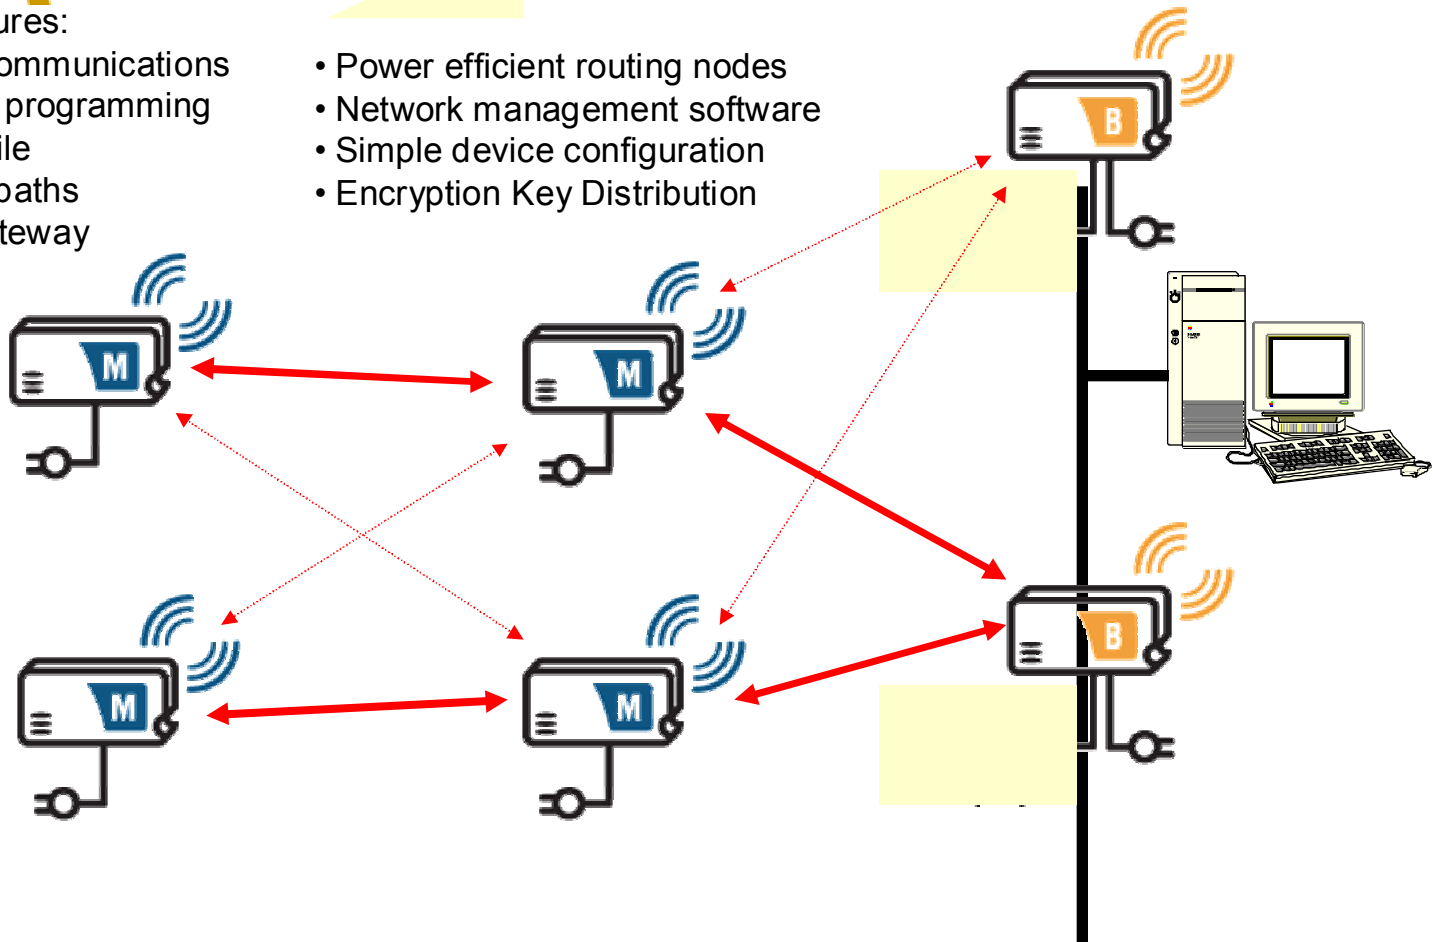 ures:
ommunications
programming
ile
paths
teway
• Power efficient routing nodes
• Network management software
• Simple device configuration
• Encryption Key Distribution
B
M
M
B
M
M